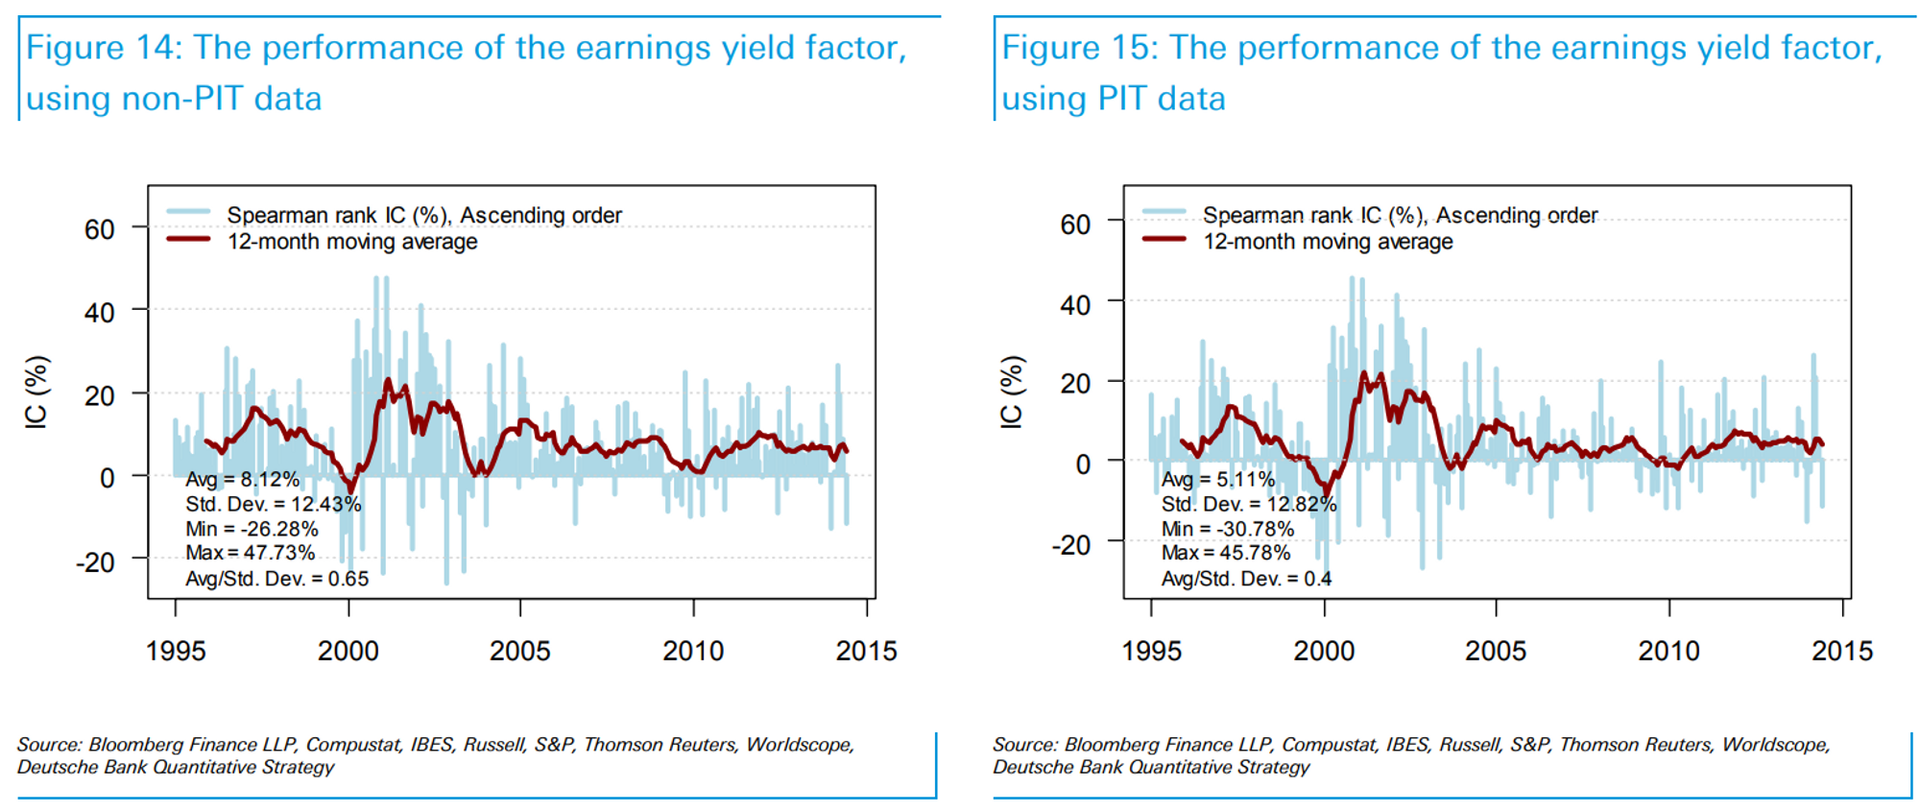 Figure 14: The performance of the earnings yield factor,
using non-PIT data
60
40
20
0
-20
IC (%)
Spearman rank IC (%), Ascending order
12-month moving average
Avg = 8.12%
Std. Dev. = 12.43%
Min = -26.28%
Max = 47.73%
Avg/Std. Dev. = 0.65
1995 2000 2005 2010 2015
Source: Bloomberg Finance LLP, Compustat, IBES, Russell, S&P, Thomson Reuters, Worldscope,
Deutsche Bank Quantitative Strategy
Figure 15: The performance of the earnings yield factor,
using PIT data
60
40
20
0
-20
IC (%)
Spearman rank IC (%), Ascending order
12-month moving average
Avg = 5.11%
Std. Dev. = 12.82%
Min = -30.78%
Max = 45.78%
Avg/Std. Dev. = 0.4
1995 2000 2005 2010 2015
Source: Bloomberg Finance LLP, Compustat, IBES, Russell, S&P, Thomson Reuters, Worldscope,
Deutsche Bank Quantitative Strategy